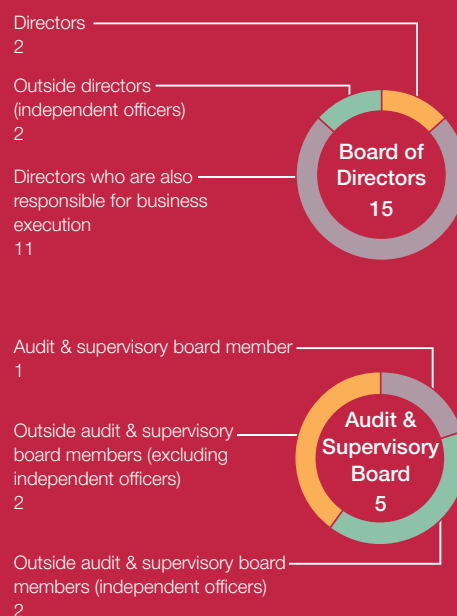 Directors
2
Outside directors
(independent officers)
2
Directors who are also
responsible for business
execution
11
Board of
Directors
15
Audit & supervisory board member
1
Outside audit & supervisory
board members (excluding
independent officers)
2
Outside audit & supervisory board
members (independent officers)
2
Audit &
Supervisory
Board
5